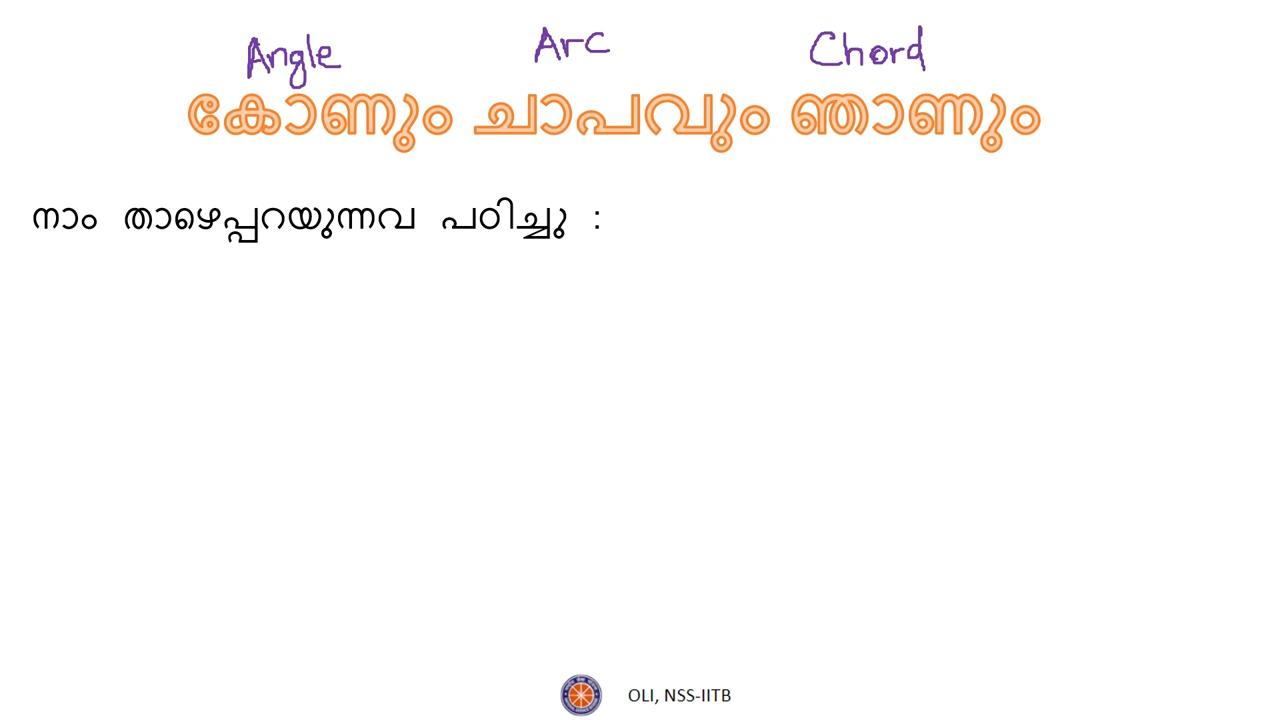 Angle Arc Chord
കോണും ചാപവും ഞാണും
നാം താഴെപ്പറയുന്നവ പഠിച്ചു :
OLI, NSS-IITB